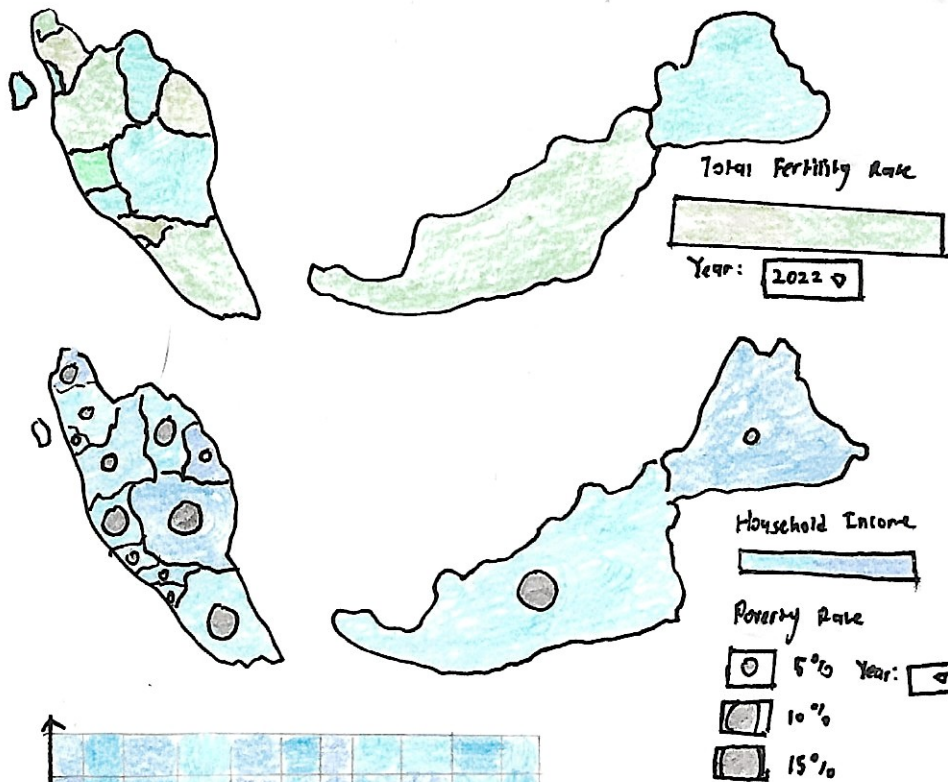 Total Fertility Rate
Year: 2022
Household Income
Poverty Rate
5% Year:
10%
15%